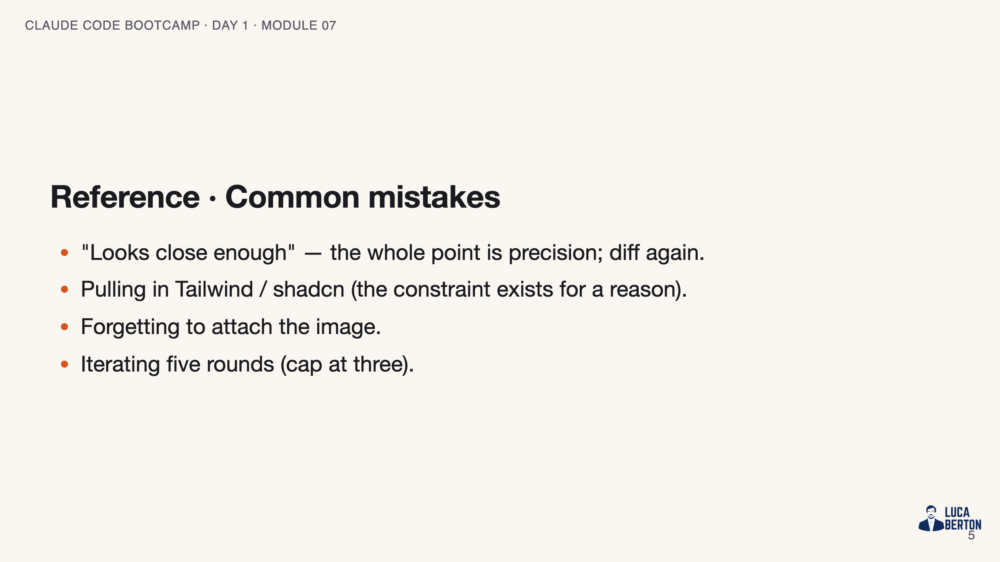 CLAUDE CODE BOOTCAMP · DAY 1 · MODULE 07
Reference · Common mistakes
"Looks close enough" — the whole point is precision; diff again.
Pulling in Tailwind / shadcn (the constraint exists for a reason).
Forgetting to attach the image.
Iterating five rounds (cap at three).
LUCA
BERTON
5